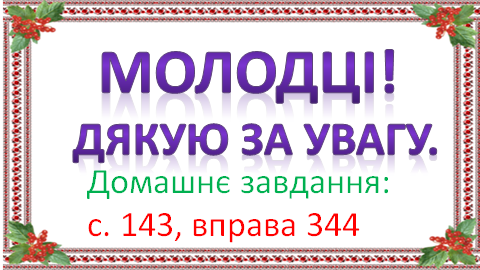 МОЛОДЦІ!
ДЯКУЮ ЗА УВАГУ.
Домашнє завдання:
с. 143, вправа 344